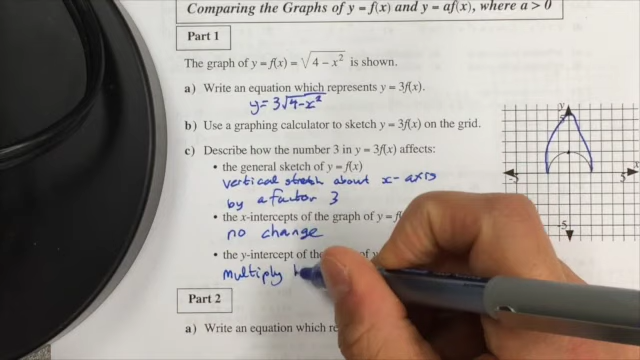 Comparing the Graphs of y = f(x) and y = af(x), where a > 0
Part 1
The graph of y = f(x) = √4 – x² is shown.
a) Write an equation which represents y = 3f(x).
y = 3√4-x²
b) Use a graphing calculator to sketch y = 3f(x) on the grid.
c) Describe how the number 3 in y = 3f(x) affects:
• the general sketch of y = f(x)
vertical stretch about x-axis
by a factor 3
• the x-intercepts of the graph of y =
no change
• the y-intercept of the of
multiply
Part 2
a) Write an equation which
y
5
-5
-5